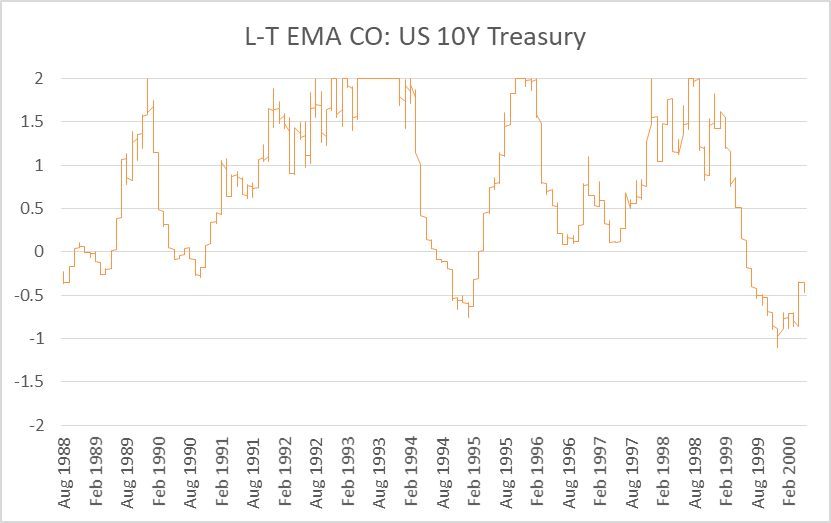 L-T EMA CO: US 10Y Treasury
2
1.5
1
0.5
0
-0.5
-1
-1.5
-2
Aug 1988
Feb 1989
Aug 1989
Feb 1990
Aug 1990
Feb 1991
Aug 1991
Feb 1992
Aug 1992
Feb 1993
Aug 1993
Feb 1994
Aug 1994
Feb 1995
Aug 1995
Feb 1996
Aug 1996
Feb 1997
Aug 1997
Feb 1998
Aug 1998
Feb 1999
Aug 1999
Feb 2000